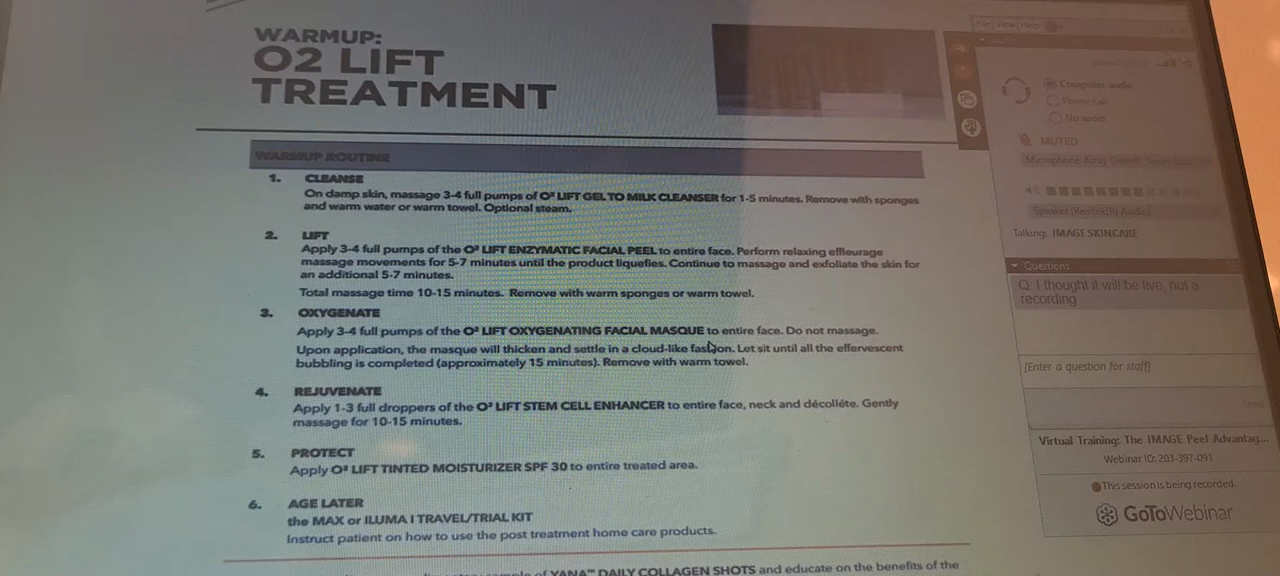 WARMUP:
O2 LIFT
TREATMENT
WARMUP ROUTINE
1. CLEANSE
On damp skin, massage 3-4 full pumps of O² LIFT GEL TO MILK CLEANSER for 1-5 minutes. Remove with sponges
and warm water or warm towel. Optional steam.
2. LIFT
Apply 3-4 full pumps of the O² LIFT ENZYMATIC FACIAL PEEL to entire face. Perform relaxing effleurage
massage movements for 5-7 minutes until the product liquefies. Continue to massage and exfoliate the skin for
an additional 5-7 minutes.
Total massage time 10-15 minutes. Remove with warm sponges or warm towel.
3. OXYGENATE
Apply 3-4 full pumps of the O² LIFT OXYGENATING FACIAL MASQUE to entire face. Do not massage.
Upon application, the masque will thicken and settle in a cloud-like fashion. Let sit until all the effervescent
bubbling is completed (approximately 15 minutes). Remove with warm towel.
4. REJUVENATE
Apply 1-3 full droppers of the O² LIFT STEM CELL ENHANCER to entire face, neck and décolléte. Gently
massage for 10-15 minutes.
5. PROTECT
Apply O² LIFT TINTED MOISTURIZER SPF 30 to entire treated area.
6. AGE LATER
the MAX or ILUMA I TRAVEL/TRIAL KIT
Instruct patient on how to use the post treatment home care products.
sample of YANA™ DAILY COLLAGEN SHOTS and educate on the benefits of the
File View Help
Audio
Computer audio
Phone call
No audio
MUTED
Microphone Array
Speaker (Realtek(R) Audio)
Talking: IMAGE SKINCARE
Questions
Q: I thought it will be live, not a
recording
[Enter a question for staff]
Send
Virtual Training: The IMAGE Peel Advantag...
Webinar ID: 203-397-091
This session is being recorded.
GoToWebinar